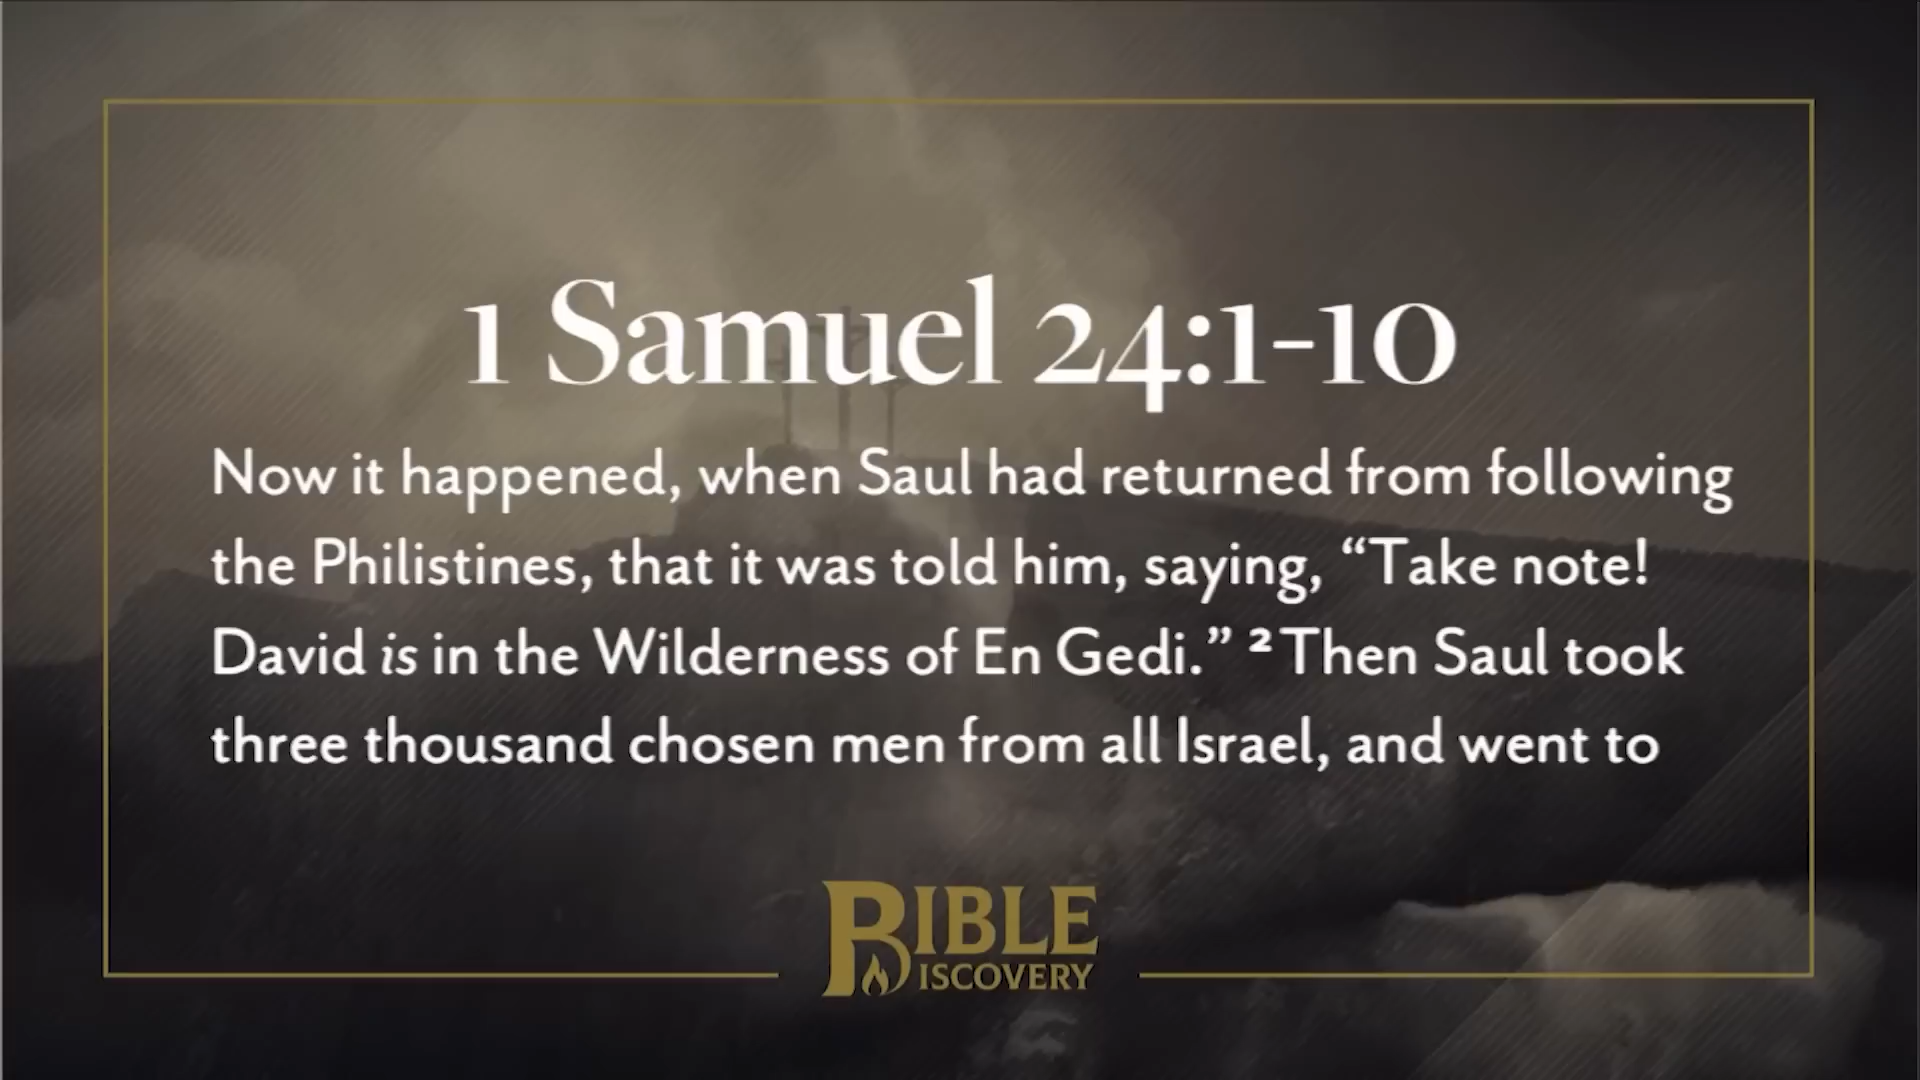 1 Samuel 24:1-10
Now it happened, when Saul had returned from following
the Philistines, that it was told him, saying, “Take note!
David is in the Wilderness of En Gedi.” ² Then Saul took
three thousand chosen men from all Israel, and went to
BIBLE
DISCOVERY